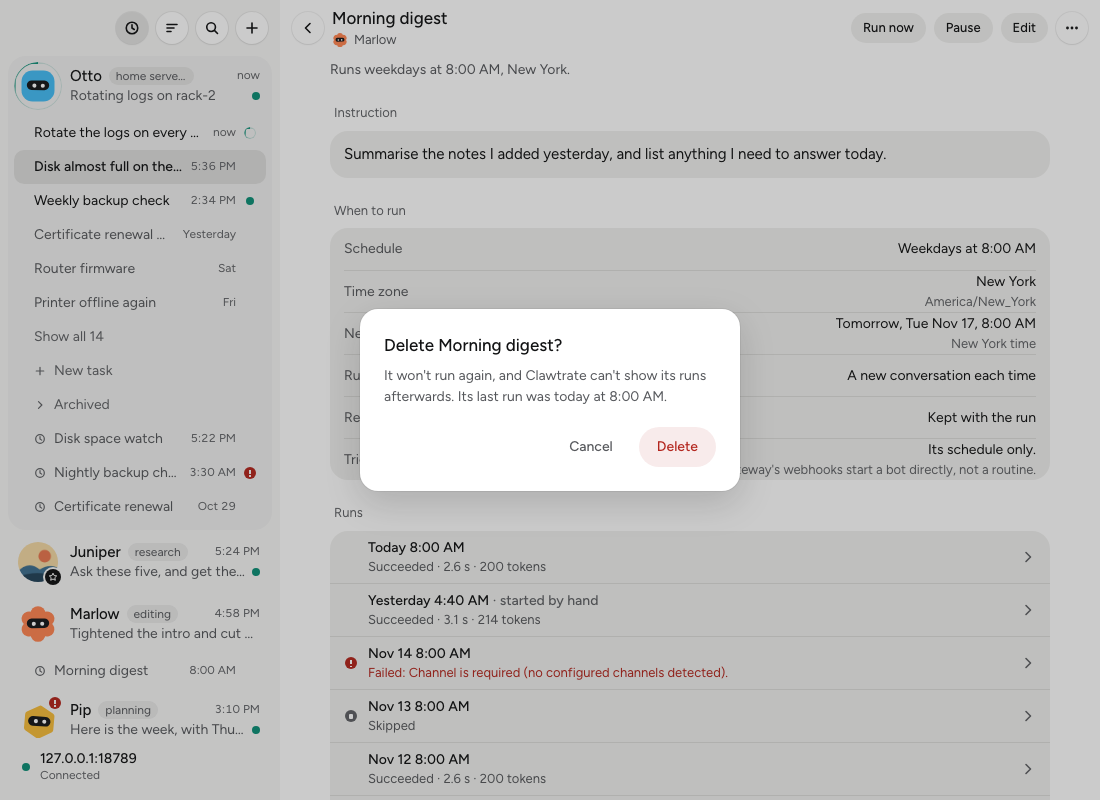 Otto home serve... now
Rotating logs on rack-2
Rotate the logs on every ... now
Disk almost full on the... 5:36 PM
Weekly backup check 2:34 PM
Certificate renewal ... Yesterday
Router firmware Sat
Printer offline again Fri
Show all 14
New task
Archived
Disk space watch 5:22 PM
Nightly backup ch... 3:30 AM
Certificate renewal Oct 29
Juniper research 5:24 PM
Ask these five, and get the...
Marlow editing 4:58 PM
Tightened the intro and cut ...
Morning digest 8:00 AM
Pip planning 3:10 PM
Here is the week, with Thu...
127.0.0.1:18789
Connected
Morning digest
Marlow
Run now Pause Edit
Runs weekdays at 8:00 AM, New York.
Instruction
Summarise the notes I added yesterday, and list anything I need to answer today.
When to run
Schedule Weekdays at 8:00 AM
Time zone New York
America/New_York
Tomorrow, Tue Nov 17, 8:00 AM
New York time
A new conversation each time
Kept with the run
Its schedule only.
webhooks start a bot directly, not a routine.
Delete Morning digest?
It won't run again, and Clawtrate can't show its runs
afterwards. Its last run was today at 8:00 AM.
Cancel Delete
Runs
Today 8:00 AM
Succeeded · 2.6 s · 200 tokens
Yesterday 4:40 AM · started by hand
Succeeded · 3.1 s · 214 tokens
Nov 14 8:00 AM
Failed: Channel is required (no configured channels detected).
Nov 13 8:00 AM
Skipped
Nov 12 8:00 AM
Succeeded · 2.6 s · 200 tokens